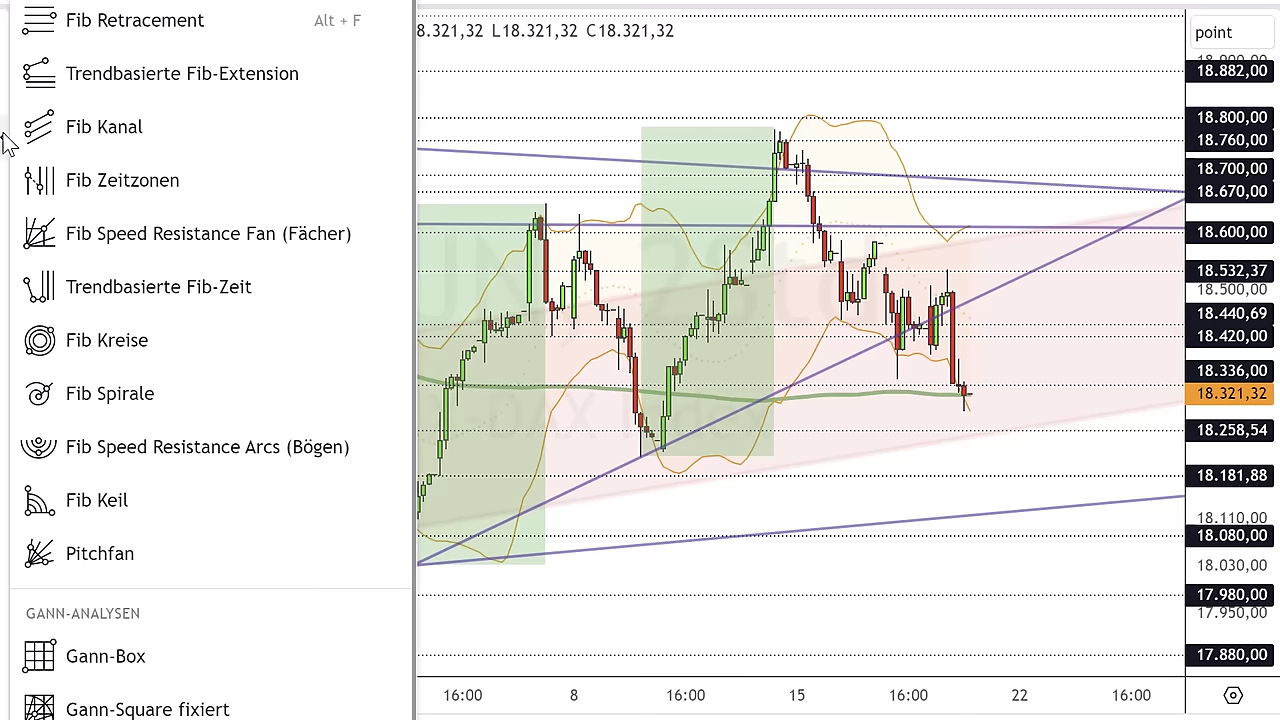 Fib Retracement Alt + F
Trendbasierte Fib-Extension
Fib Kanal
Fib Zeitzonen
Fib Speed Resistance Fan (Fächer)
Trendbasierte Fib-Zeit
Fib Kreise
Fib Spirale
Fib Speed Resistance Arcs (Bögen)
Fib Keil
Pitchfan
GANN-ANALYSEN
Gann-Box
Gann-Square fixiert
8.321,32 L18.321,32 C18.321,32
point
18.882,00
18.800,00
18.760,00
18.700,00
18.670,00
18.600,00
18.532,37
18.500,00
18.440,69
18.420,00
18.336,00
18.321,32
18.258,54
18.181,88
18.110,00
18.080,00
18.030,00
17.980,00
17.950,00
17.880,00
16:00 8 16:00 15 16:00 22 16:00